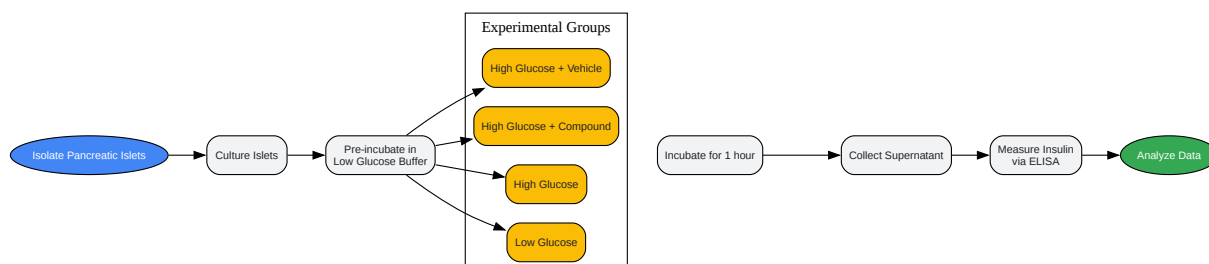 Experimental Groups
High Glucose + Vehicle
High Glucose + Compound
High Glucose
Low Glucose
Isolate Pancreatic Islets
Culture Islets
Pre-incubate in
Low Glucose Buffer
Incubate for 1 hour
Collect Supernatant
Measure Insulin
via ELISA
Analyze Data